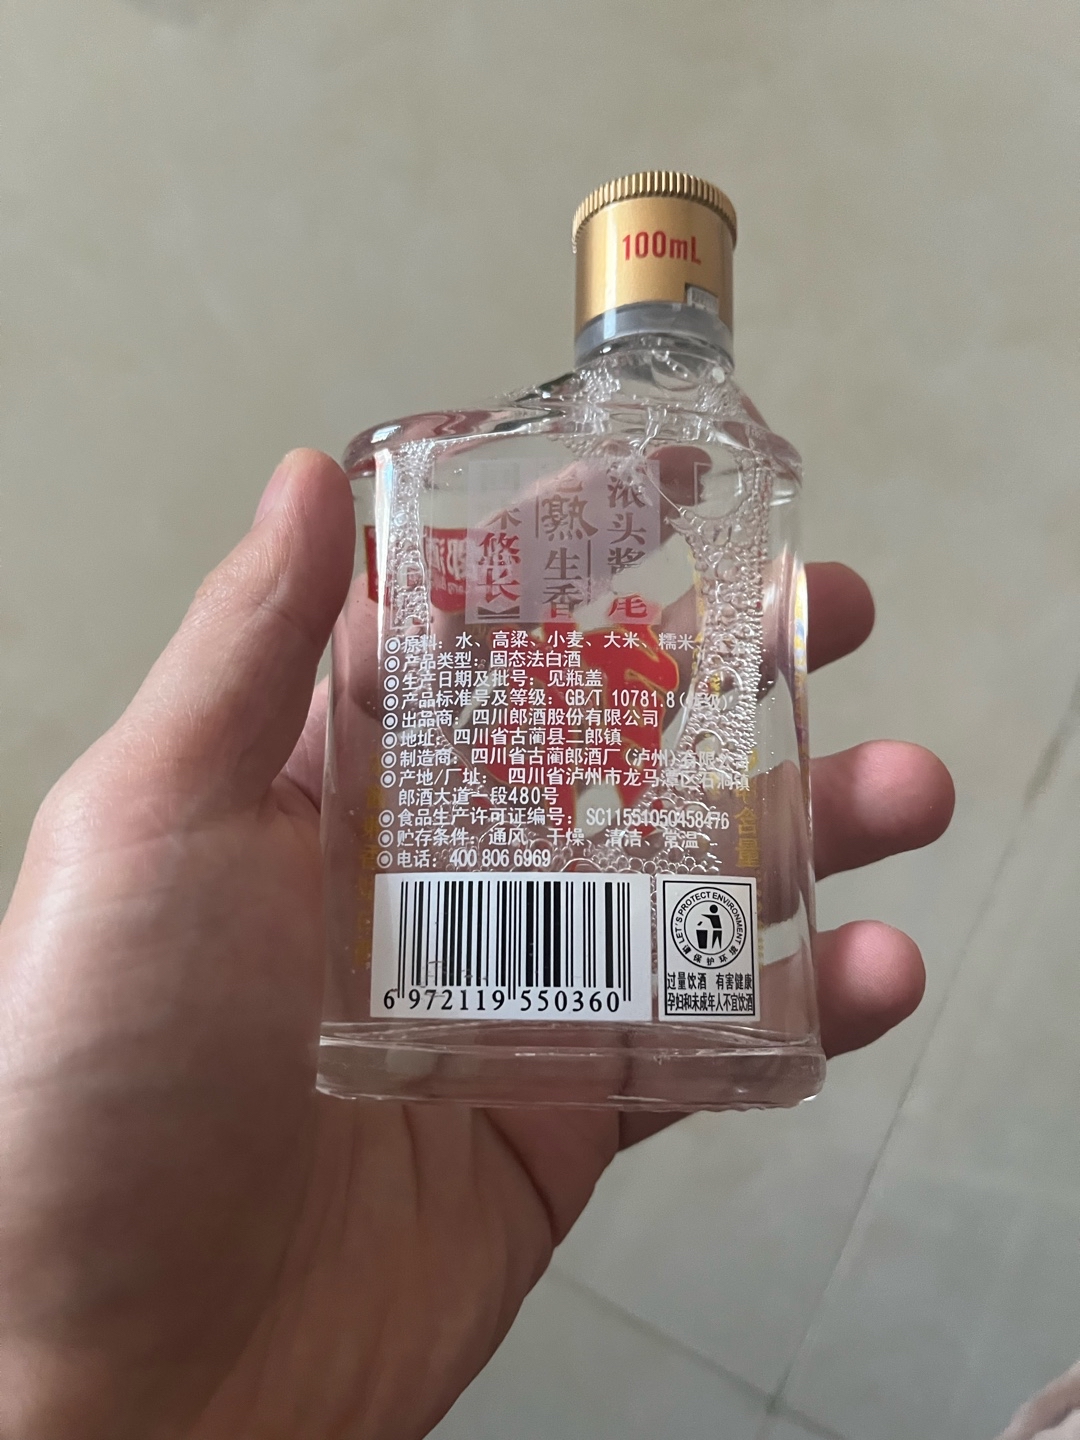 100mL
浓头酱尾
熟生香
悠长
原料：水、高粱、小麦、大米、糯米
产品类型：固态法白酒
生产日期及批号：见瓶盖
产品标准号及等级：GB/T 10781.8
出品商：四川郎酒股份有限公司
地址：四川省古蔺县二郎镇
制造商：四川省古蔺郎酒厂(泸州)有限
产地/厂址：四川省泸州市龙马潭区石洞镇
郎酒大道一段480号
食品生产许可证编号：SC11551050458476
贮存条件：通风、干燥、清洁、常温
电话：400 806 6969
6 972119 550360
LET'S PROTECT ENVIRONMENT
保护环境
过量饮酒 有害健康
孕妇和未成年人不宜饮酒